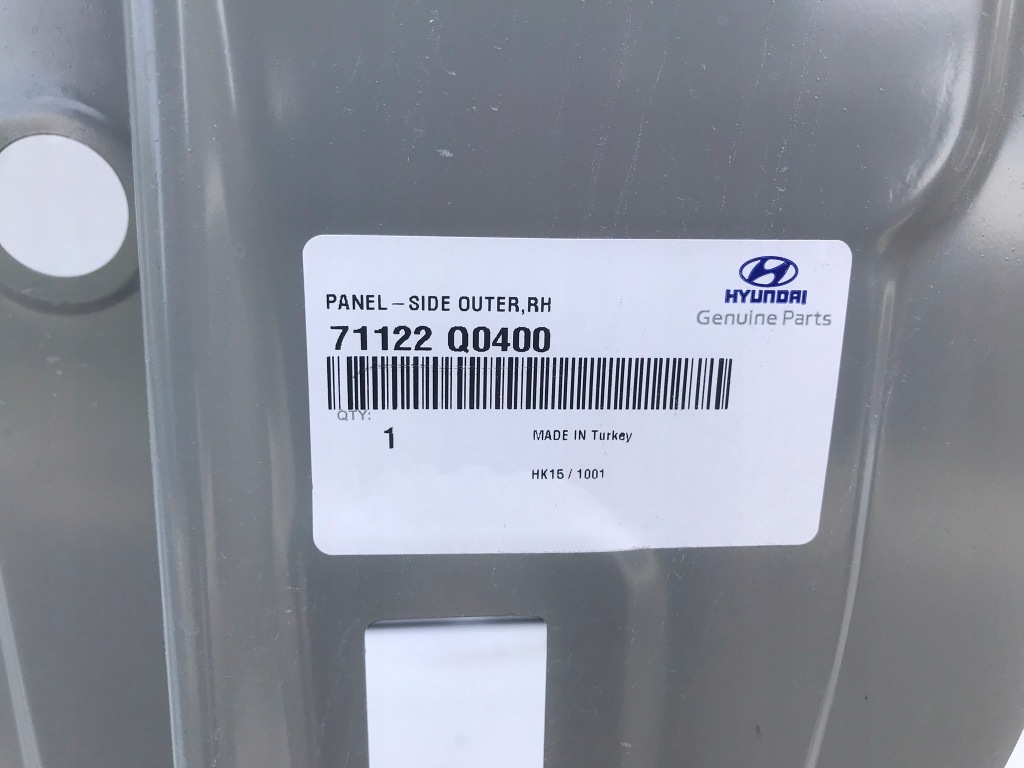 HYUNDAI
PANEL-SIDE OUTER,RH
Genuine Parts
71122 Q0400
QTY:
1
MADE IN Turkey
HK15 / 1001